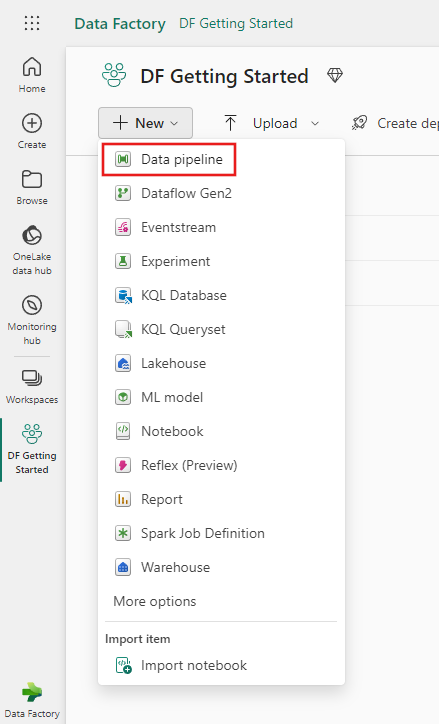 Data Factory DF Getting Started
DF Getting Started
New Upload Create dep
Data pipeline
Dataflow Gen2
Eventstream
Experiment
KQL Database
KQL Queryset
Lakehouse
ML model
Notebook
Reflex (Preview)
Report
Spark Job Definition
Warehouse
More options
Import item
Import notebook
Home
Create
Browse
OneLake
data hub
Monitoring
hub
Workspaces
DF Getting
Started
Data Factory